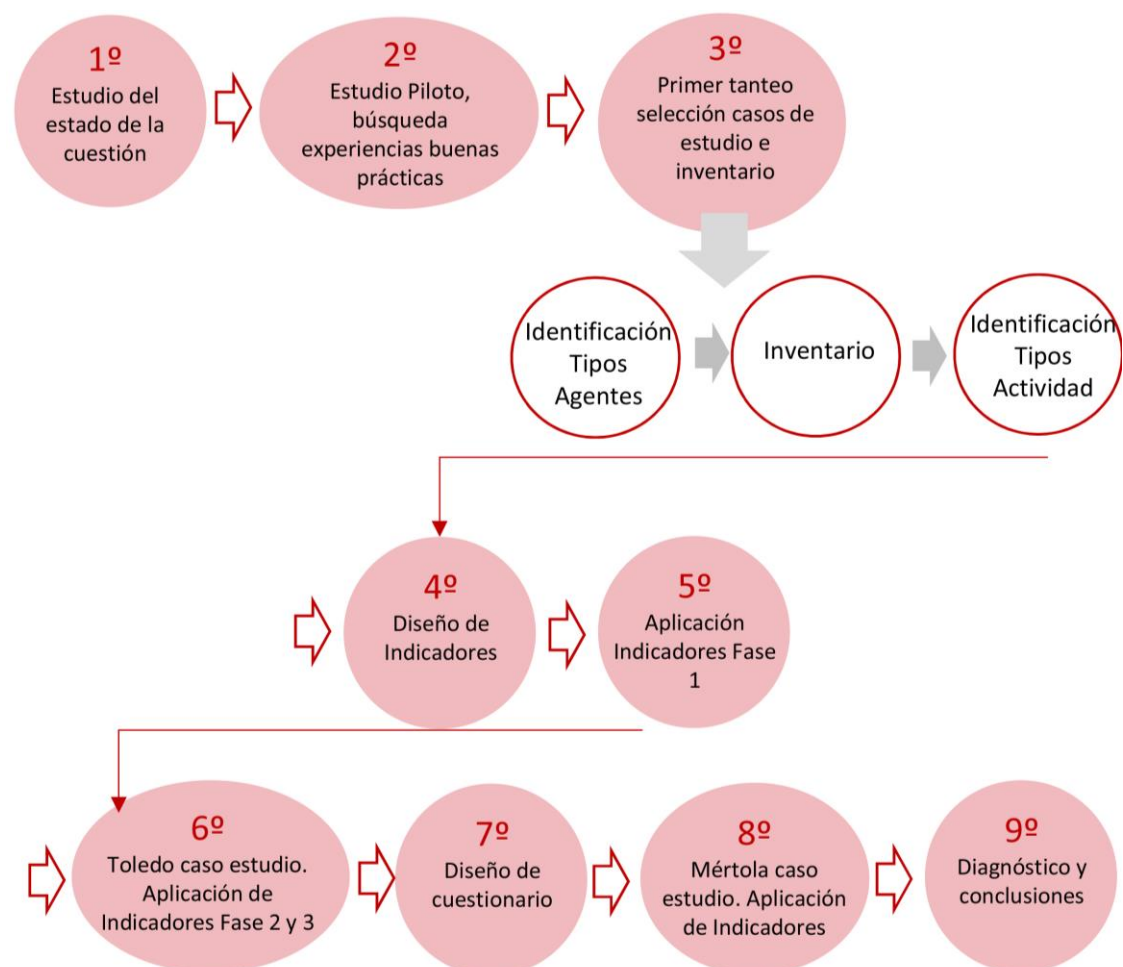 1º
Estudio del
estado de la
cuestión
2º
Estudio Piloto,
búsqueda
experiencias buenas
prácticas
3º
Primer tanteo
selección casos de
estudio e
inventario
Identificación
Tipos
Agentes
Inventario
Identificación
Tipos
Actividad
4º
Diseño de
Indicadores
5º
Aplicación
Indicadores Fase
1
6º
Toledo caso estudio.
Aplicación de
Indicadores Fase 2 y 3
7º
Diseño de
cuestionario
8º
Mértola caso
estudio. Aplicación
de Indicadores
9º
Diagnóstico y
conclusiones